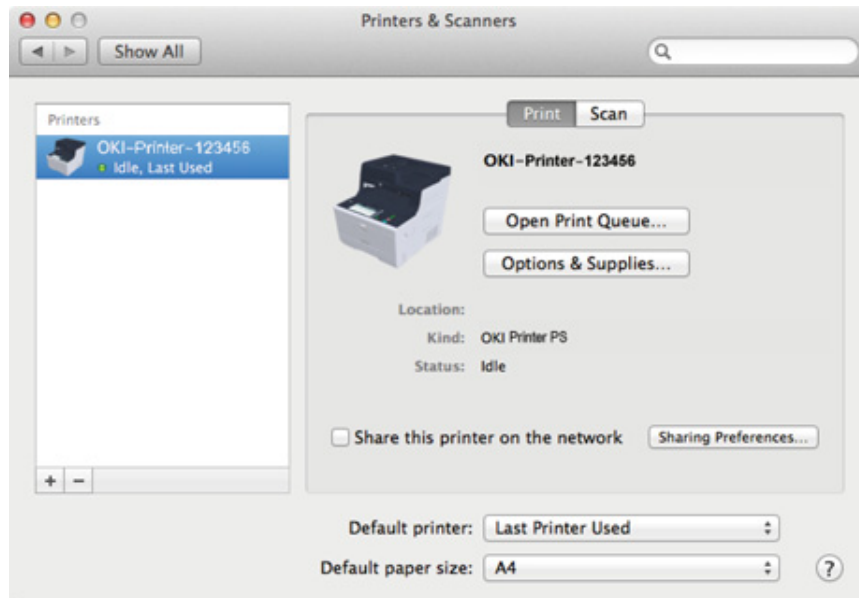 Printers & Scanners
Show All
Printers
OKI-Printer-123456
Idle, Last Used
Print Scan
OKI-Printer-123456
Open Print Queue...
Options & Supplies...
Location:
Kind: OKI Printer PS
Status: Idle
Share this printer on the network Sharing Preferences...
+ −
Default printer: Last Printer Used
Default paper size: A4 ?